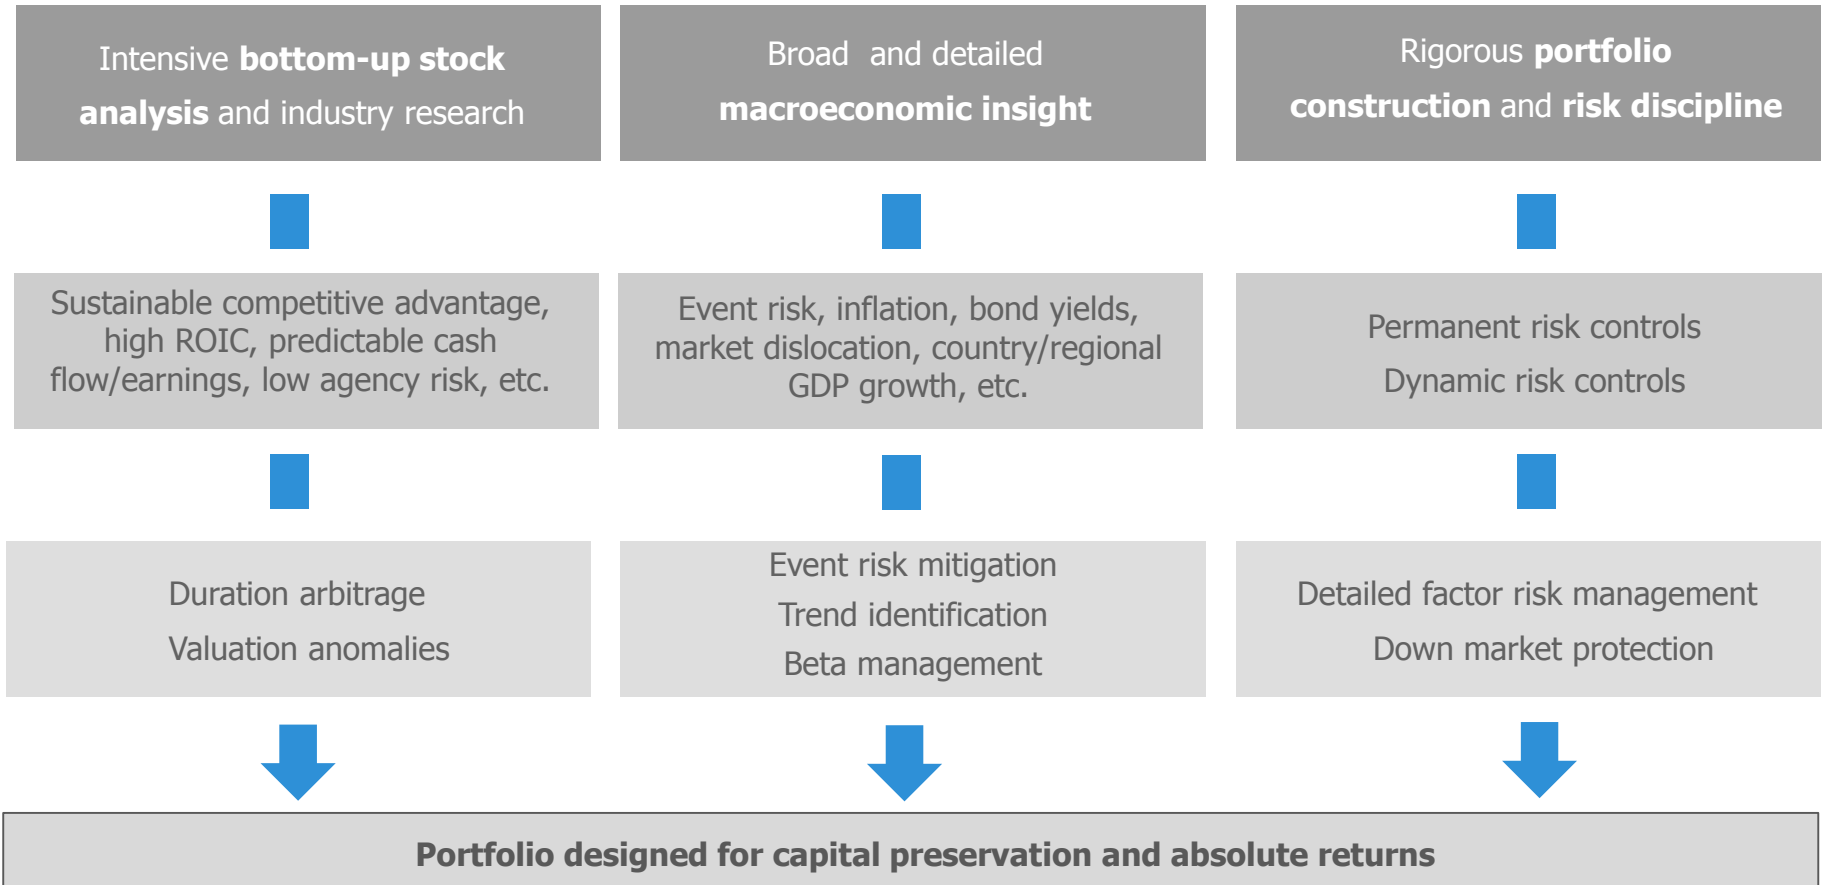 Intensive bottom-up stock
analysis and industry research
Broad and detailed
macroeconomic insight
Rigorous portfolio
construction and risk discipline
Sustainable competitive advantage,
high ROIC, predictable cash
flow/earnings, low agency risk, etc.
Event risk, inflation, bond yields,
market dislocation, country/regional
GDP growth, etc.
Permanent risk controls
Dynamic risk controls
Duration arbitrage
Valuation anomalies
Event risk mitigation
Trend identification
Beta management
Detailed factor risk management
Down market protection
Portfolio designed for capital preservation and absolute returns